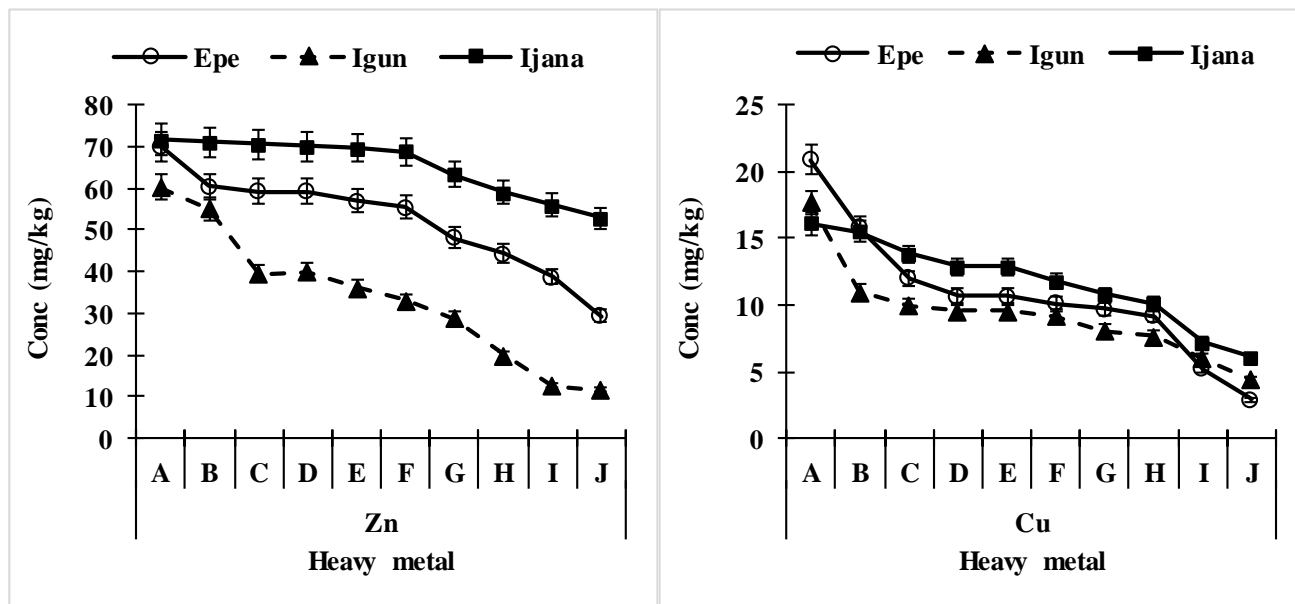 Epe Igun Ijana
80
70
60
50
40
30
20
10
0
Conc (mg/kg)
A B C D E F G H I J
Zn
Heavy metal
Epe Igun Ijana
25
20
15
10
5
0
Conc (mg/kg)
A B C D E F G H I J
Cu
Heavy metal